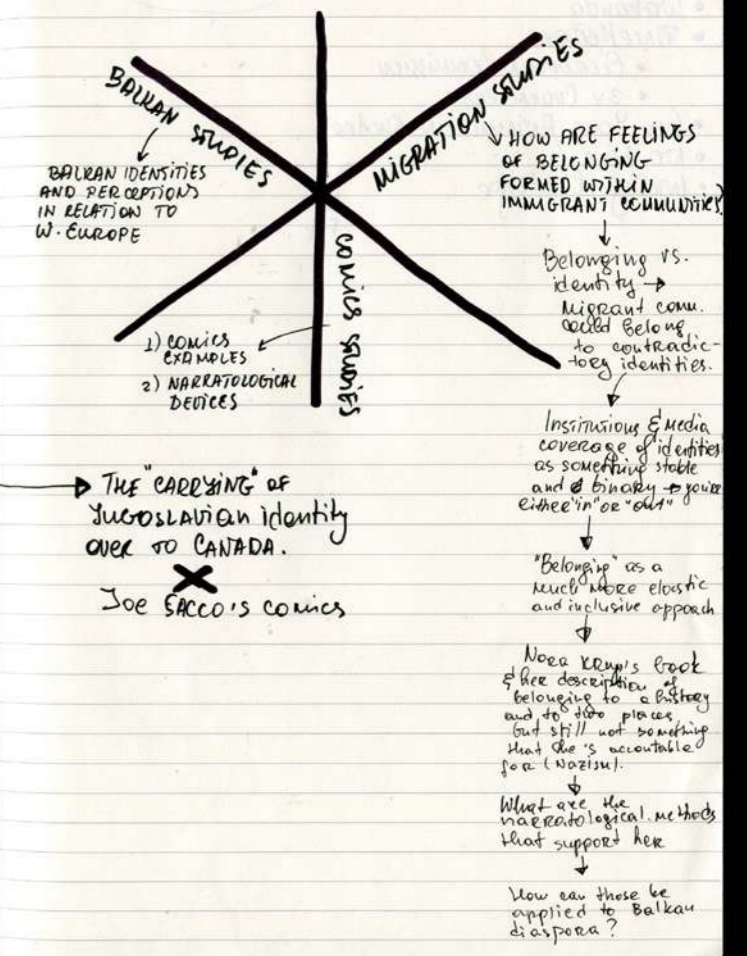 BALKAN STUDIES
BALKAN IDENTITIES
AND PERCEPTIONS
IN RELATION TO
W. EUROPE
MIGRATION STUDIES
HOW ARE FEELINGS
OF BELONGING
FORMED WITHIN
IMMIGRANT COMMUNITIES?
COMICS STUDIES
1) COMICS
EXAMPLES
2) NARRATOLOGICAL
DEVICES
Belonging vs.
identity →
migrant comm.
could belong
to contradic-
tory identities.
Institutions & media
coverage of identities
as something stable
and binary → you're
either "in" or "out"
"Belonging" as a
much more elastic
and inclusive approach
Nora Krug's book
& her description of
belonging to a history
and to two places,
but still not something
that she's accountable
for (Nazism).
What are the
narratological methods
that support her
How can those be
applied to Balkan
diaspora?
THE "CARRYING" OF
YUGOSLAVIAN identity
OVER TO CANADA.
X
Joe SACCO'S comics